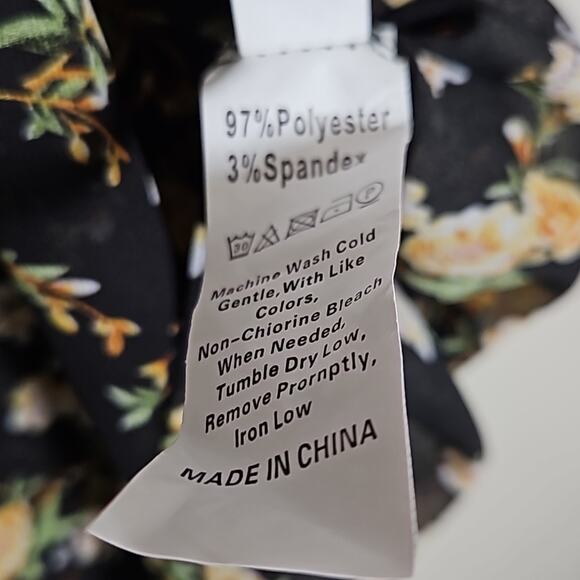 97%Polyester
3%Spandex
30 P
Machine Wash Cold
Gentle,With Like
Colors,
Non-Chiorine Bleach
When Needed,
Tumble Dry Low,
Remove Prornptly,
Iron Low
MADE IN CHINA